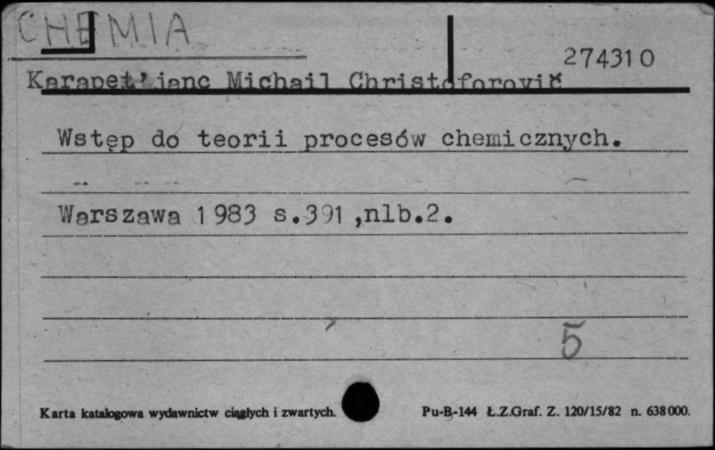 CHEMIA
274310
Karapet’janc Michail Christoforovič
Wstęp do teorii procesów chemicznych.
Warszawa 1983 s.391,nlb.2.
5
Karta katalogowa wydawnictw ciągłych i zwartych.
Pu-B-144 Ł.Z.Graf. Z. 120/15/82 n. 638000.